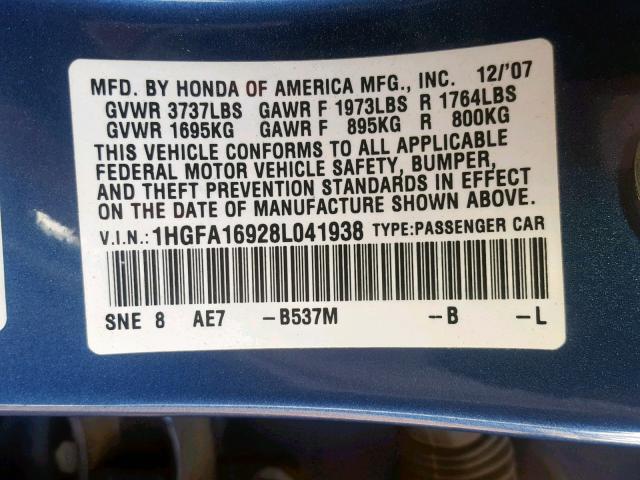 MFD. BY HONDA OF AMERICA MFG., INC. 12/'07
GVWR 3737LBS GAWR F 1973LBS R 1764LBS
GVWR 1695KG GAWR F 895KG R 800KG
THIS VEHICLE CONFORMS TO ALL APPLICABLE
FEDERAL MOTOR VEHICLE SAFETY, BUMPER,
AND THEFT PREVENTION STANDARDS IN EFFECT
ON THE DATE OF MANUFACTURE SHOWN ABOVE.
V.I.N.:1HGFA16928L041938 TYPE:PASSENGER CAR
SNE 8 AE7 -B537M -B -L